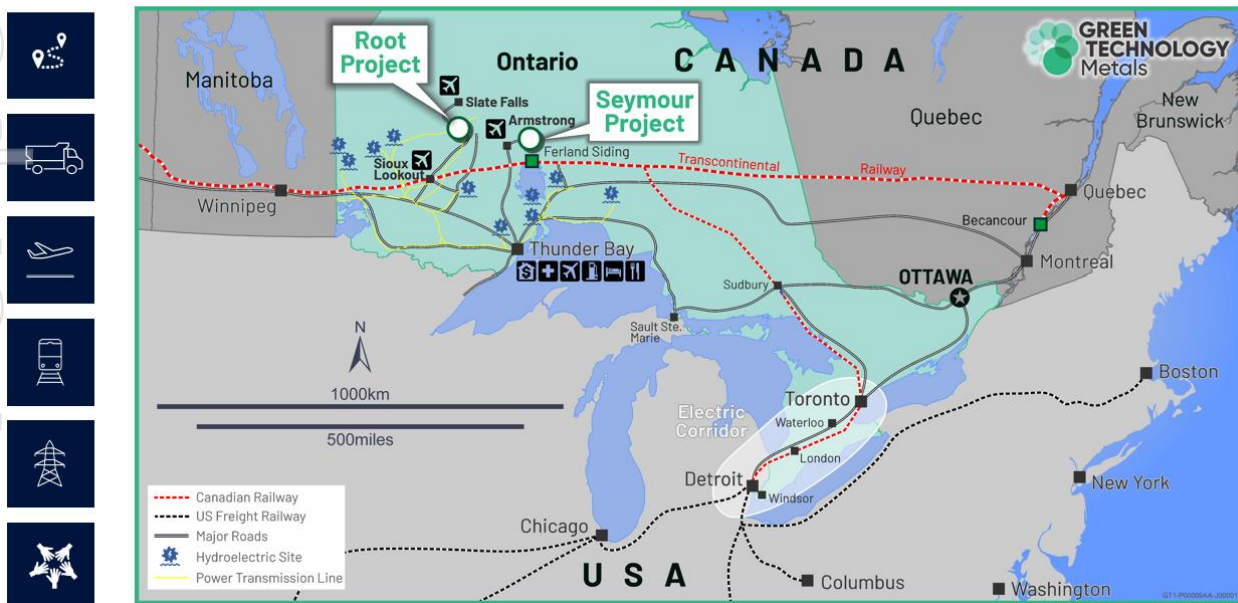 CANADA
GREEN
TECHNOLOGY
Metals
Root
Project
Ontario
Manitoba
Slate Falls
Seymour
Project
Armstrong
Quebec
New
Brunswick
Ferland Siding
Sioux
Lookout
Transcontinental
Railway
Winnipeg
Quebec
Becancour
Thunder Bay
Montreal
OTTAWA
Sudbury
Sault Ste.
Marie
N
1000km
500miles
Boston
Toronto
Electric
Corridor
Waterloo
London
Detroit
Windsor
New York
Canadian Railway
US Freight Railway
Major Roads
Hydroelectric Site
Power Transmission Line
Chicago
USA
Columbus
Washington
GT1-P00009AA-J00001